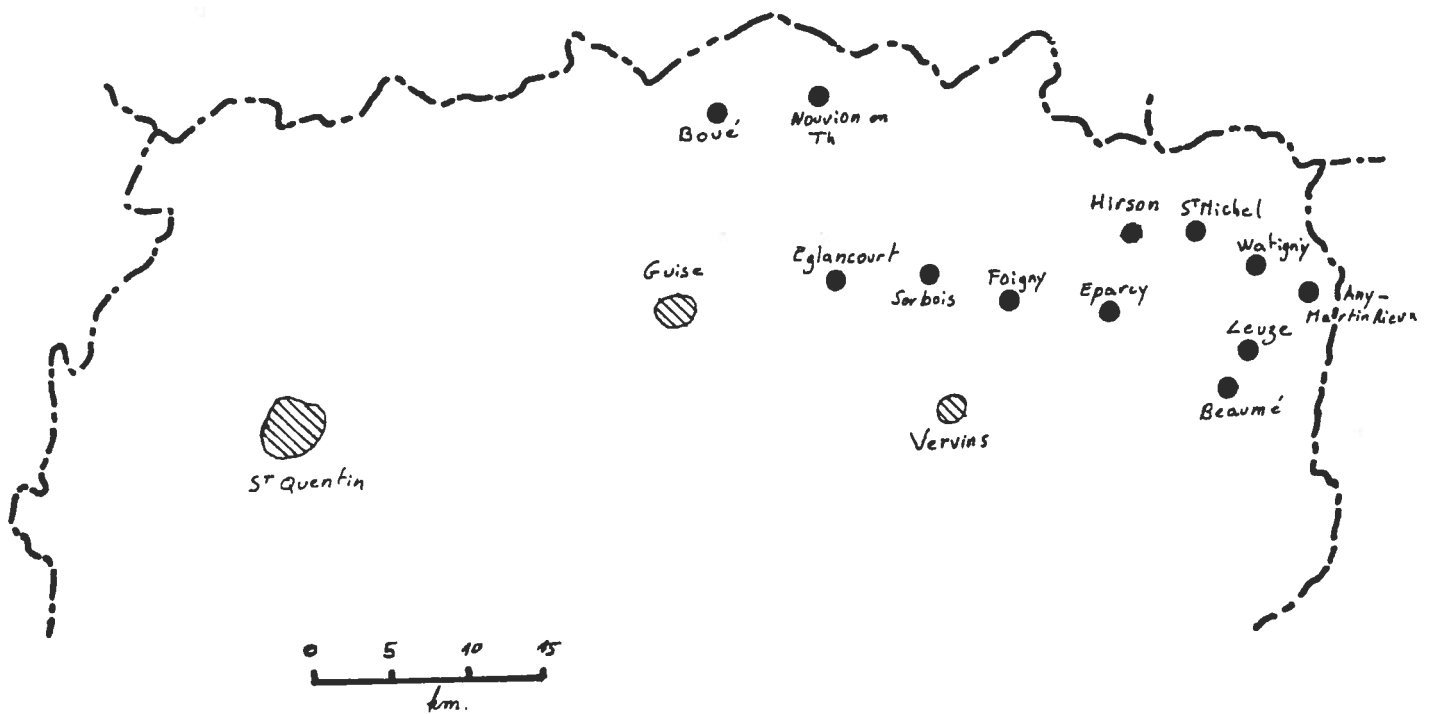 Boué
Nouvion en
Th
Hirson
Sᵀ Michel
Watigny
Any-
Martin Rieux
Guise
Eglancourt
Sorbois
Foigny
Eparcy
Leuze
Beaumé
Vervins
Sᵀ Quentin
0 5 10 15
km.